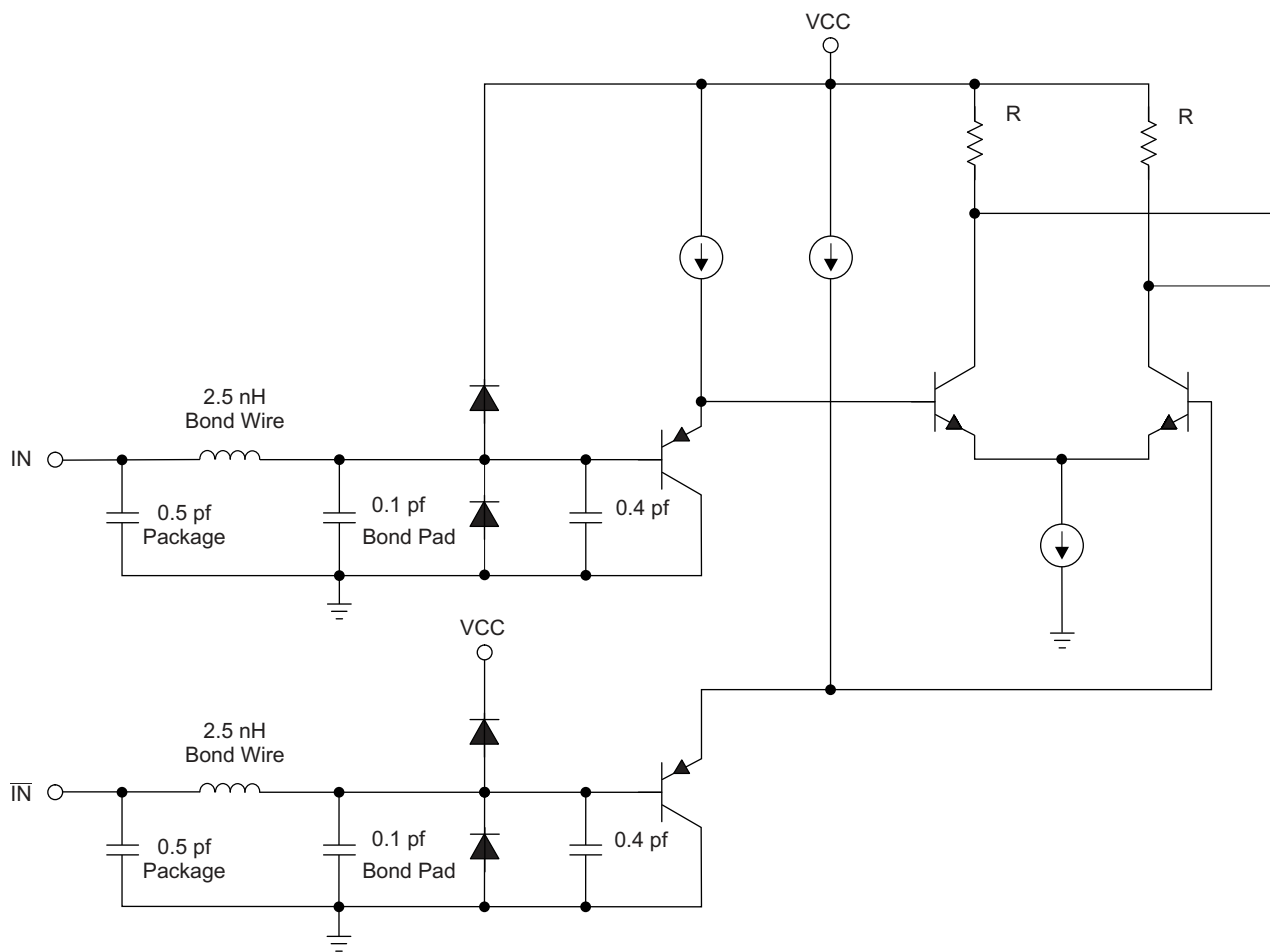 VCC
R
R
2.5 nH
Bond Wire
IN
0.5 pf
Package
0.1 pf
Bond Pad
0.4 pf
VCC
2.5 nH
Bond Wire
IN
0.5 pf
Package
0.1 pf
Bond Pad
0.4 pf